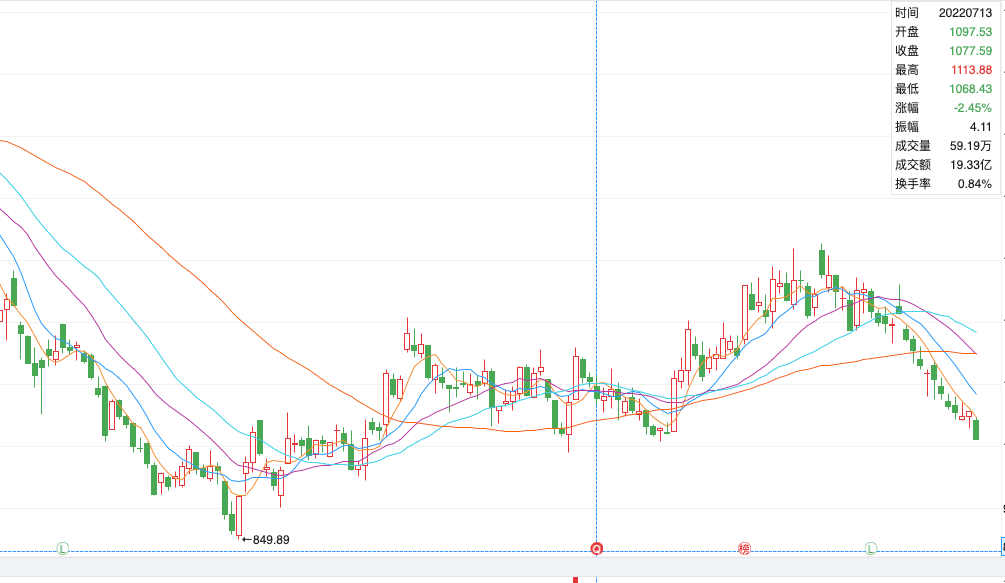 时间 20220713
开盘 1097.53
收盘 1077.59
最高 1113.88
最低 1068.43
涨幅 -2.45%
振幅 4.11
成交量 59.19万
成交额 19.33亿
换手率 0.84%
←849.89
L Q 榜 L